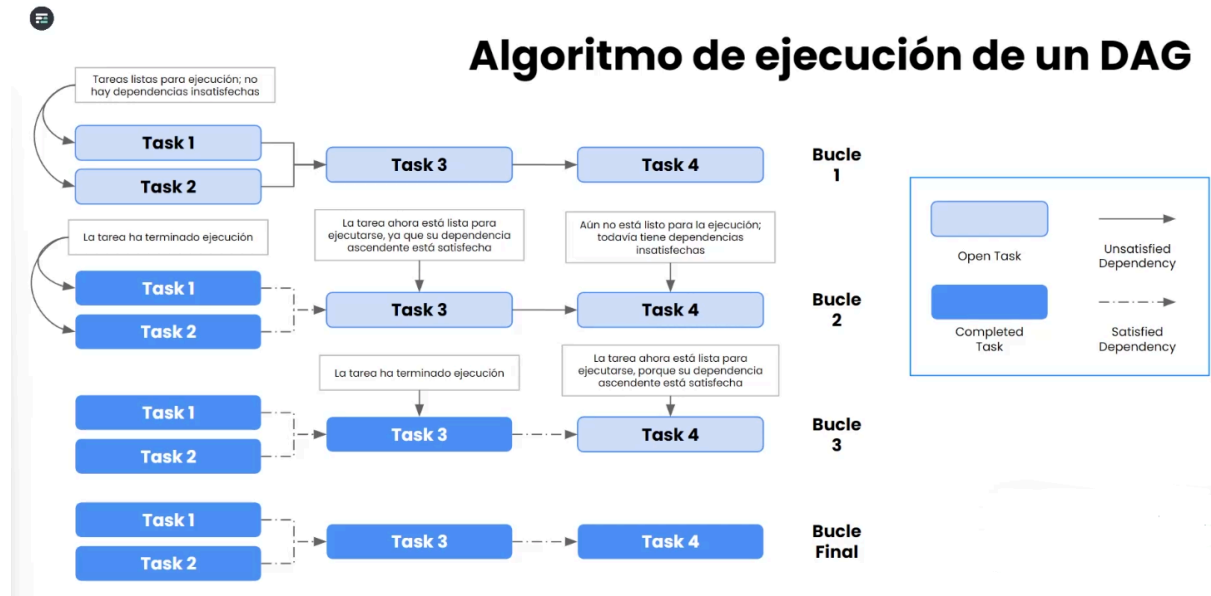 Algoritmo de ejecución de un DAG
Tareas listas para ejecución; no
hay dependencias insatisfechas
Task 1
Task 2
Task 3
Task 4
Bucle
1
La tarea ha terminado ejecución
La tarea ahora está lista para
ejecutarse, ya que su dependencia
ascendente está satisfecha
Aún no está listo para la ejecución;
todavía tiene dependencias
insatisfechas
Task 1
Task 2
Task 3
Task 4
Bucle
2
La tarea ha terminado ejecución
La tarea ahora está lista para
ejecutarse, porque su dependencia
ascendente está satisfecha
Task 1
Task 2
Task 3
Task 4
Bucle
3
Task 1
Task 2
Task 3
Task 4
Bucle
Final
Open Task
Unsatisfied
Dependency
Completed
Task
Satisfied
Dependency